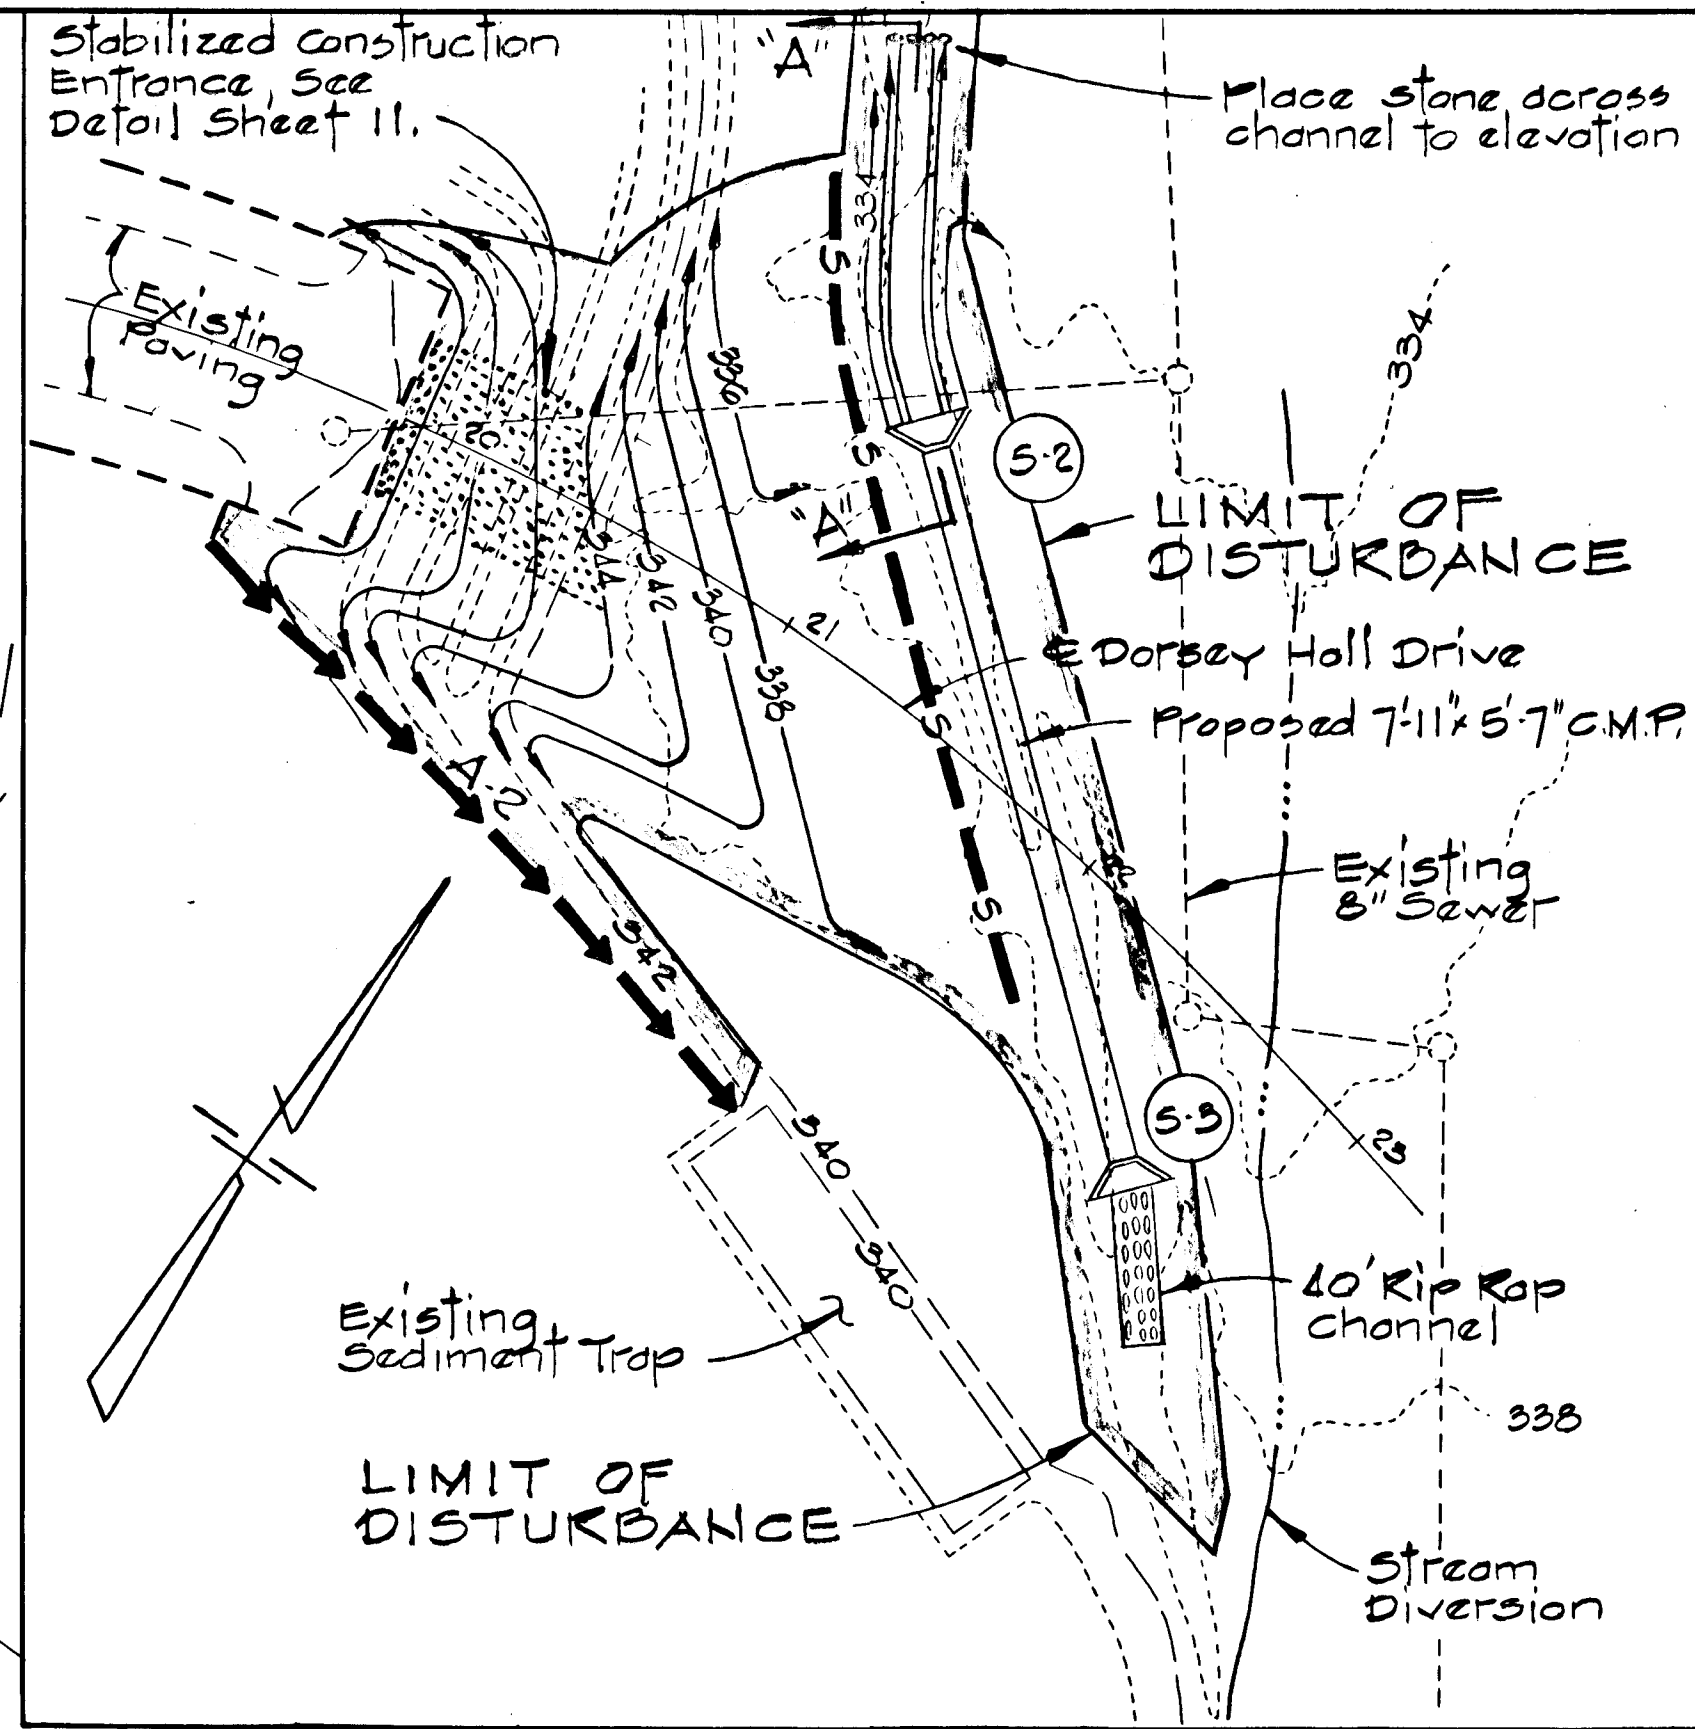 Stabilized Construction
Entrance, See
Detail Sheet 11.
"A"
Place stone across
channel to elevation
334
S
Existing
Paving
20
336
S
S-2
334
"A"
LIMIT OF
DISTURBANCE
344
342
340
338
21
℄ Dorsey Hall Drive
S
Proposed 7'-11" x 5'-7" C.M.P.
A-2
Existing
8" Sewer
22
S
342
S-3
23
340
340
40' Rip Rap
Channel
Existing
Sediment Trap
338
LIMIT OF
DISTURBANCE
Stream
Diversion